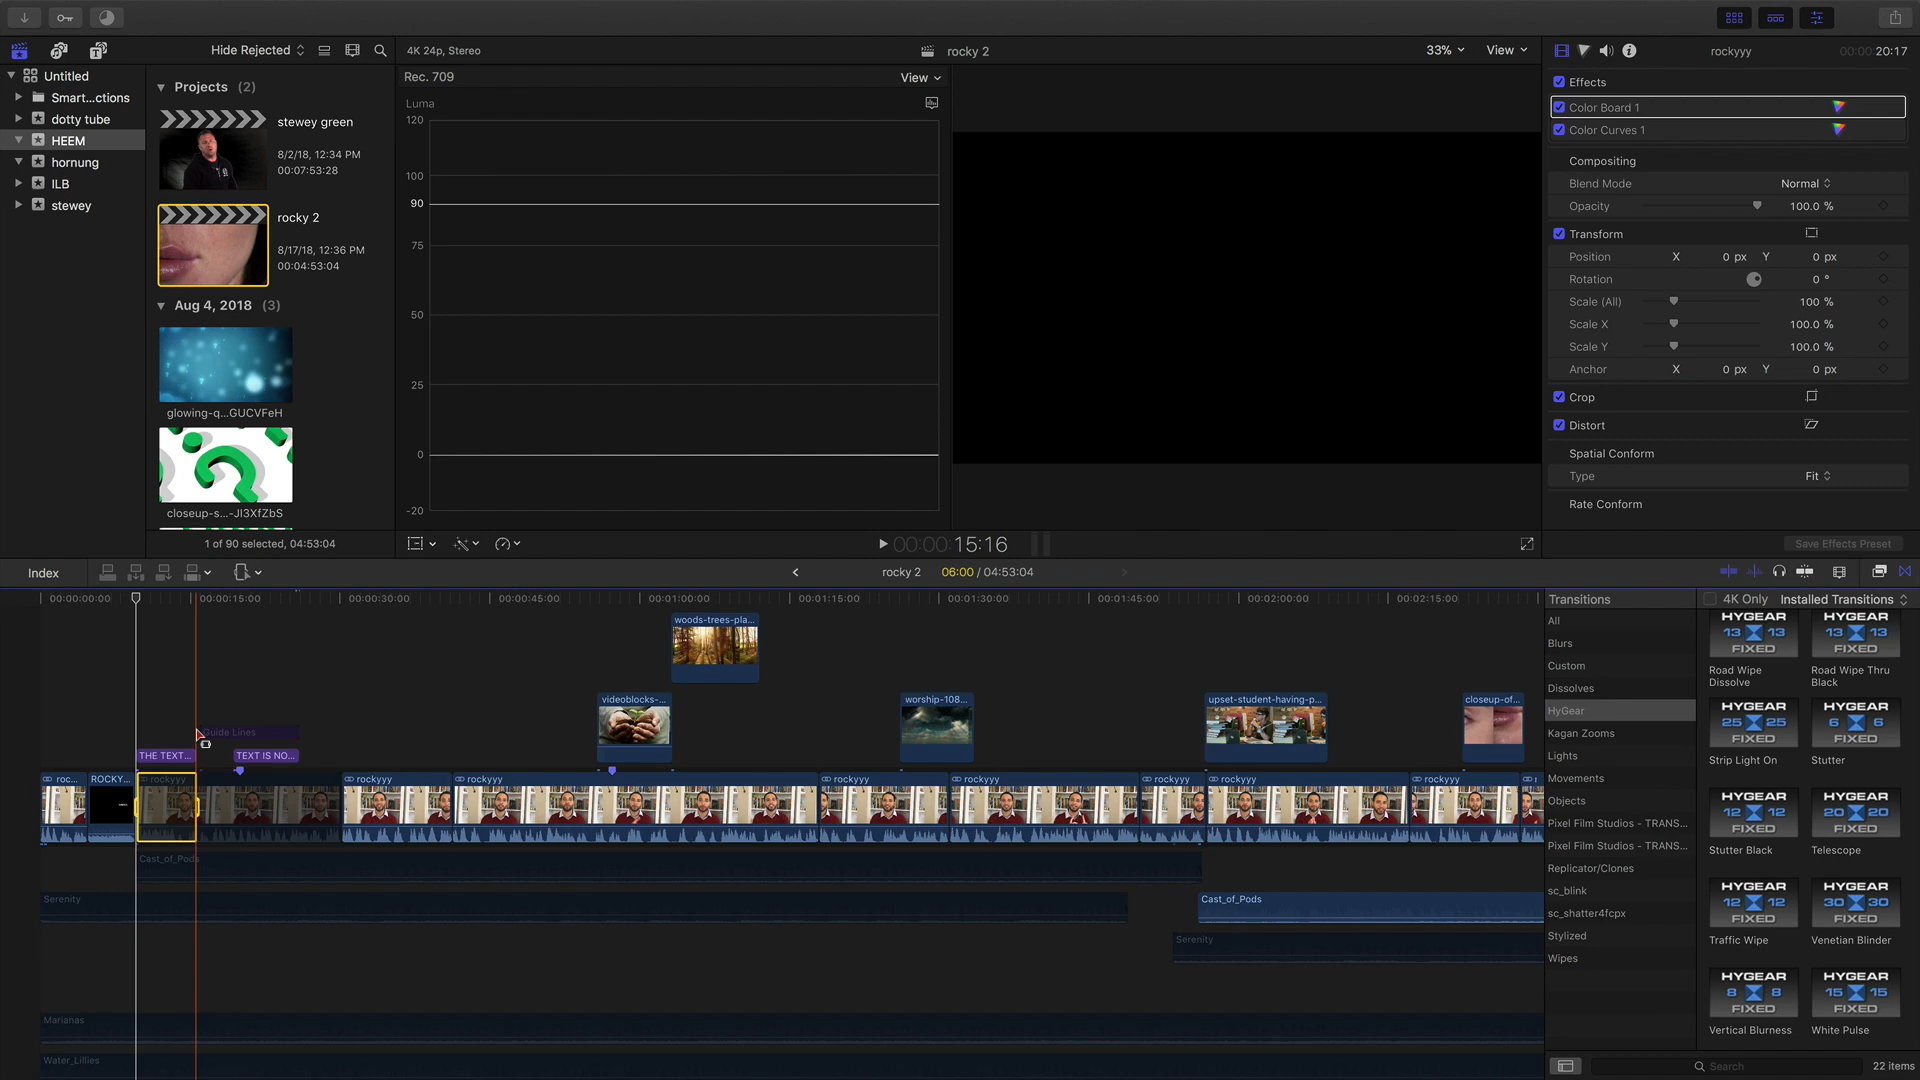 Hide Rejected
4K 24p, Stereo
rocky 2
33%
View
rockyyy
00:00:20:17
Untitled
Smart...ctions
dotty tube
HEEM
hornung
ILB
stewey
Projects (2)
stewey green
8/2/18, 12:34 PM
00:07:53:28
rocky 2
8/17/18, 12:36 PM
00:04:53:04
Aug 4, 2018 (3)
glowing-q...GUCVFeH
closeup-s...-JI3XfZbS
1 of 90 selected, 04:53:04
Rec. 709
View
Luma
120
100
90
75
50
25
0
-20
00:00:15:16
Effects
Color Board 1
Color Curves 1
Compositing
Blend Mode Normal
Opacity 100.0 %
Transform
Position X 0 px Y 0 px
Rotation 0 °
Scale (All) 100 %
Scale X 100.0 %
Scale Y 100.0 %
Anchor X 0 px Y 0 px
Crop
Distort
Spatial Conform
Type Fit
Rate Conform
Save Effects Preset
Index
rocky 2 06:00 / 04:53:04
00:00:00:00 00:00:15:00 00:00:30:00 00:00:45:00 00:01:00:00 00:01:15:00 00:01:30:00 00:01:45:00 00:02:00:00 00:02:15:00
woods-trees-pla...
videoblocks-...
worship-108...
upset-student-having-p...
closeup-of...
Guide Lines
THE TEXT...
TEXT IS NO...
roc...
ROCKY...
rockyyy
rockyyy
rockyyy
rockyyy
rockyyy
rockyyy
rockyyy
rockyyy
rockyyy
Cast_of_Pods
Serenity
Cast_of_Pods
Serenity
Marianas
Water_Lillies
Transitions
4K Only
Installed Transitions
All
Blurs
Custom
Dissolves
HyGear
Kagan Zooms
Lights
Movements
Objects
Pixel Film Studios - TRANS...
Pixel Film Studios - TRANS...
Replicator/Clones
sc_blink
sc_shatter4fcpx
Stylized
Wipes
HYGEAR
13 13
FIXED
Road Wipe Dissolve
HYGEAR
13 13
FIXED
Road Wipe Thru Black
HYGEAR
25 25
FIXED
Strip Light On
HYGEAR
6 6
FIXED
Stutter
HYGEAR
12 12
FIXED
Stutter Black
HYGEAR
20 20
FIXED
Telescope
HYGEAR
12 12
FIXED
Traffic Wipe
HYGEAR
30 30
FIXED
Venetian Blinder
HYGEAR
8 8
FIXED
Vertical Blurness
HYGEAR
15 15
FIXED
White Pulse
Search
22 items